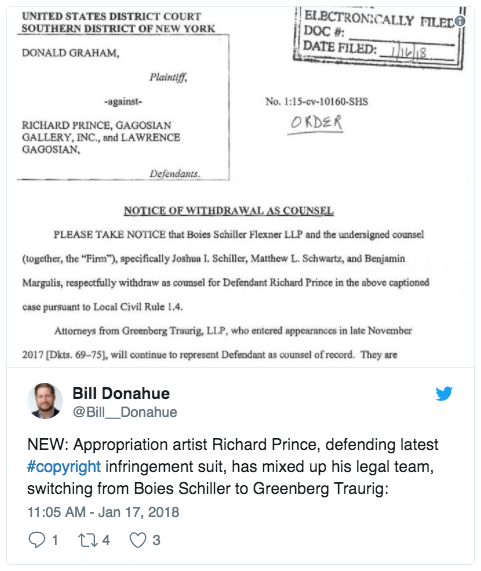 UNITED STATES DISTRICT COURT
SOUTHERN DISTRICT OF NEW YORK
ELECTRONICALLY FILED
DOC #:
DATE FILED: 1/16/18
DONALD GRAHAM,
Plaintiff,
-against-
No. 1:15-cv-10160-SHS
ORDER
RICHARD PRINCE, GAGOSIAN
GALLERY, INC., and LAWRENCE
GAGOSIAN,
Defendants.
NOTICE OF WITHDRAWAL AS COUNSEL
PLEASE TAKE NOTICE that Boies Schiller Flexner LLP and the undersigned counsel
(together, the “Firm”), specifically Joshua I. Schiller, Matthew L. Schwartz, and Benjamin
Margulis, respectfully withdraw as counsel for Defendant Richard Prince in the above captioned
case pursuant to Local Civil Rule 1.4.
Attorneys from Greenberg Traurig, LLP, who entered appearances in late November
2017 [Dkts. 69–75], will continue to represent Defendant as counsel of record. They are
Bill Donahue
@Bill__Donahue
NEW: Appropriation artist Richard Prince, defending latest
#copyright infringement suit, has mixed up his legal team,
switching from Boies Schiller to Greenberg Traurig:
11:05 AM - Jan 17, 2018
1 4 3